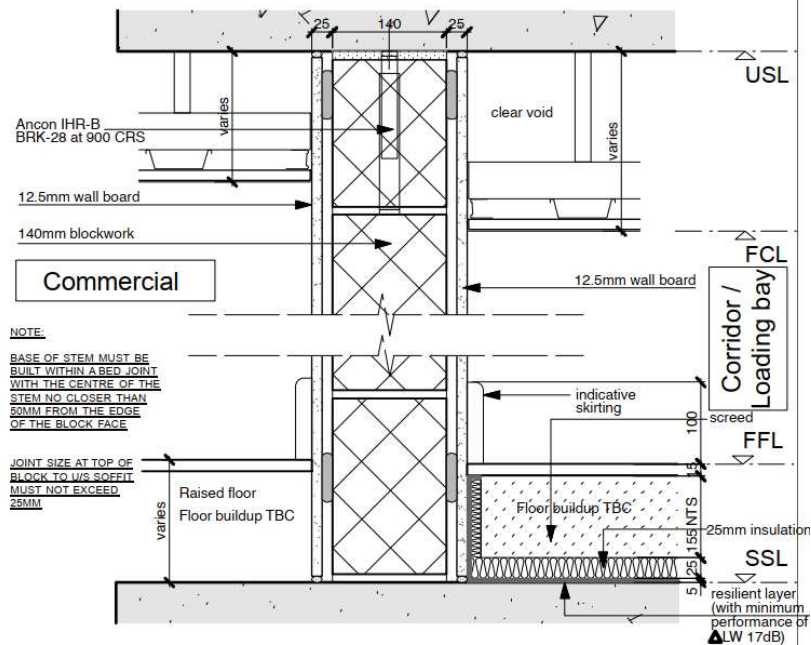 25 140 25
USL
clear void
varies
varies
Ancon IHR-B
BRK-28 at 900 CRS
12.5mm wall board
140mm blockwork
FCL
Commercial
12.5mm wall board
Corridor /
Loading bay
NOTE:
BASE OF STEM MUST BE
BUILT WITHIN A BED JOINT
WITH THE CENTRE OF THE
STEM NO CLOSER THAN
50MM FROM THE EDGE
OF THE BLOCK FACE
JOINT SIZE AT TOP OF
BLOCK TO U/S SOFFIT
MUST NOT EXCEED
25MM
indicative
skirting
screed
100
FFL
15
Raised floor
Floor buildup TBC
varies
Floor buildup TBC
155 NTS
25mm insulation
25
SSL
5
resilient layer
(with minimum
performance of
ΔLW 17dB)